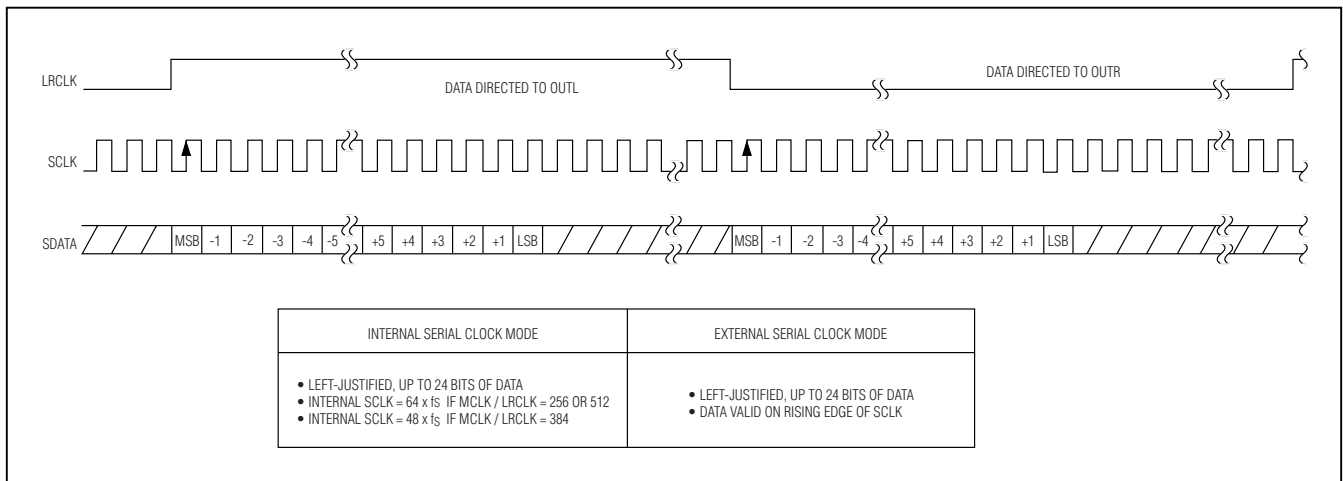 LRCLK
DATA DIRECTED TO OUTL
DATA DIRECTED TO OUTR
SCLK
SDATA
MSB -1 -2 -3 -4 -5 +5 +4 +3 +2 +1 LSB MSB -1 -2 -3 -4 +5 +4 +3 +2 +1 LSB
INTERNAL SERIAL CLOCK MODE
• LEFT-JUSTIFIED, UP TO 24 BITS OF DATA
• INTERNAL SCLK = 64 x fS IF MCLK / LRCLK = 256 OR 512
• INTERNAL SCLK = 48 x fS IF MCLK / LRCLK = 384
EXTERNAL SERIAL CLOCK MODE
• LEFT-JUSTIFIED, UP TO 24 BITS OF DATA
• DATA VALID ON RISING EDGE OF SCLK